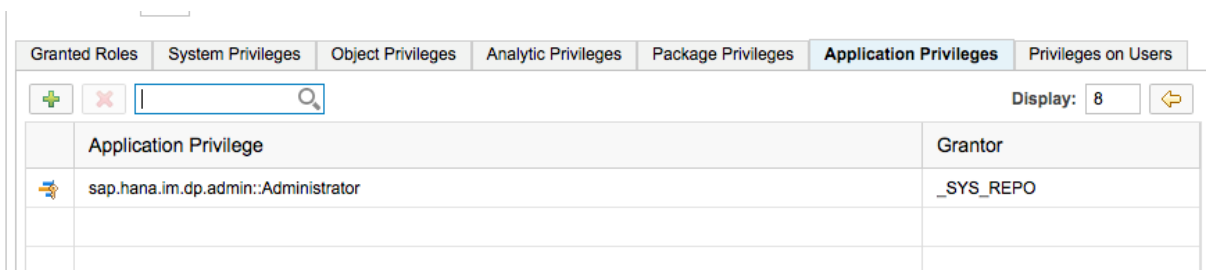 Granted Roles System Privileges Object Privileges Analytic Privileges Package Privileges Application Privileges Privileges on Users
Display: 8
Application Privilege Grantor
sap.hana.im.dp.admin::Administrator _SYS_REPO